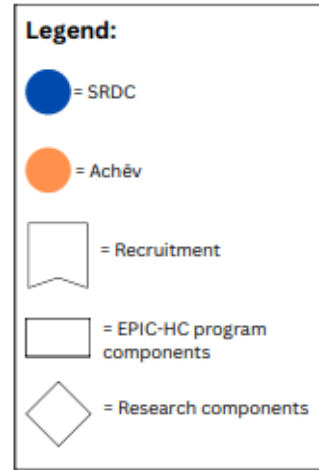 Legend:
= SRDC
= Achēv
= Recruitment
= EPIC-HC program
components
= Research components